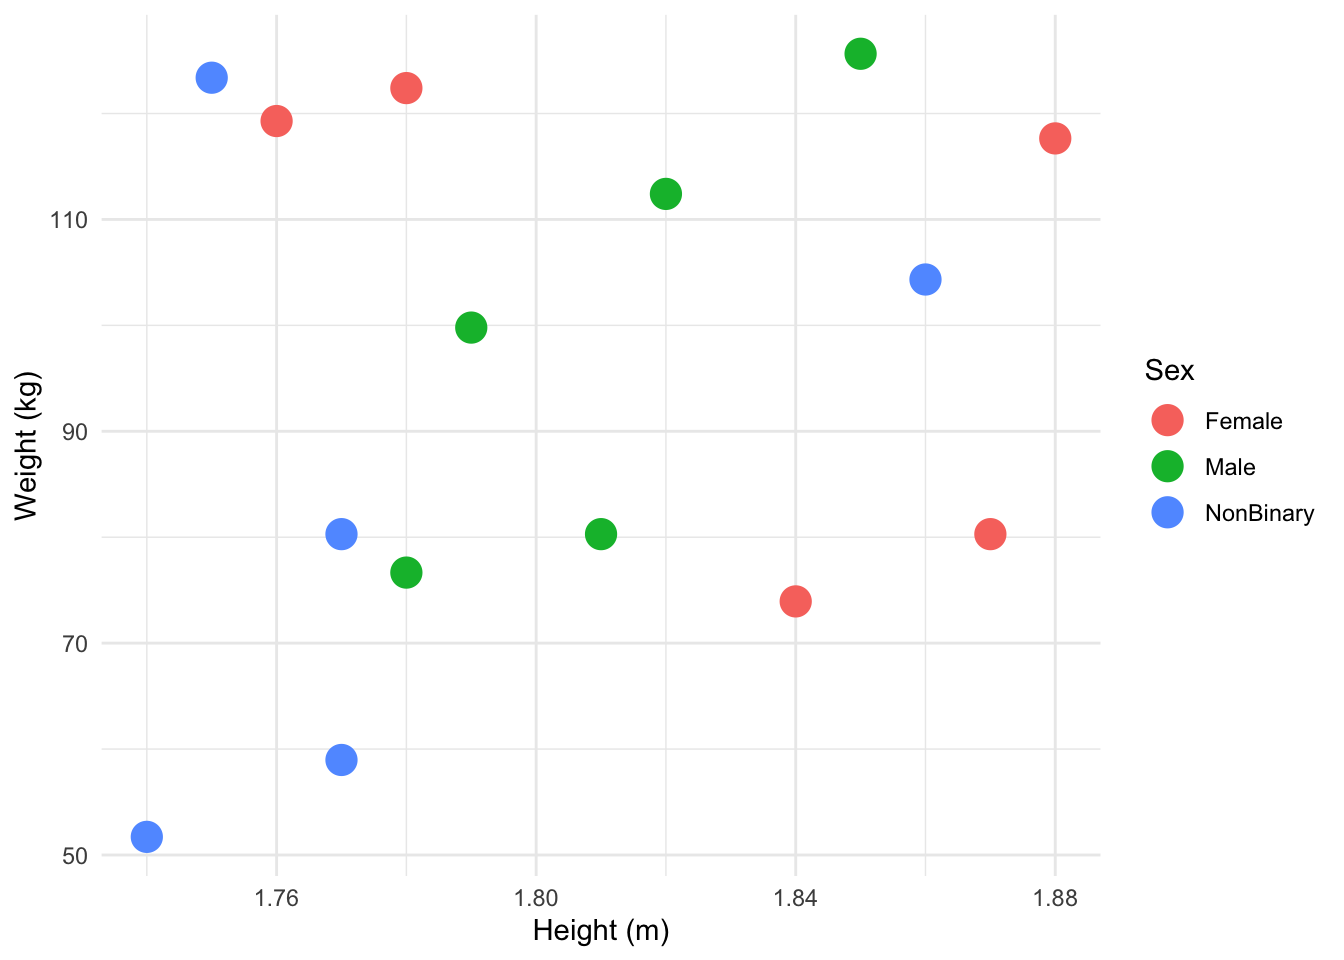 110
90
70
50
Weight (kg)
1.76 1.80 1.84 1.88
Height (m)
Sex
Female
Male
NonBinary